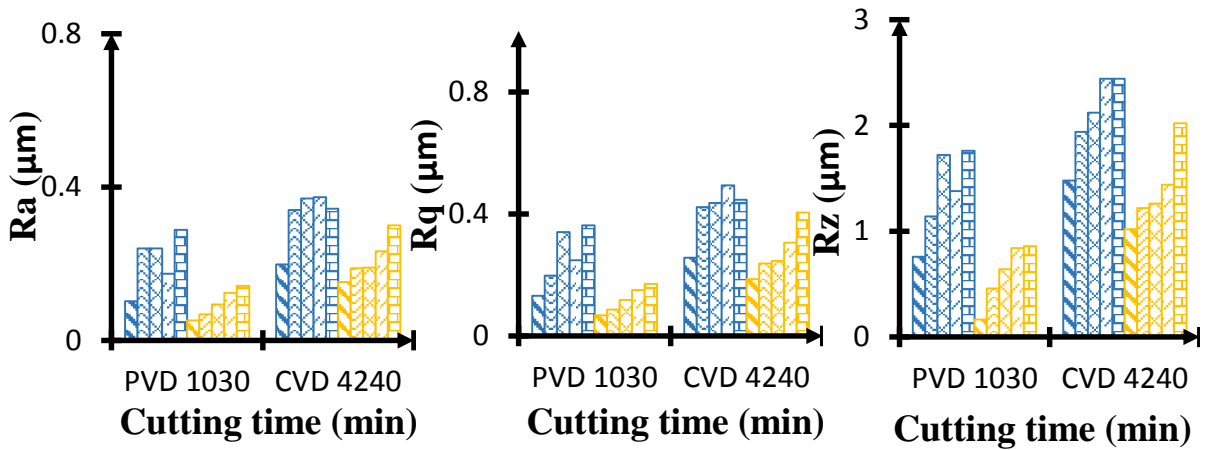 Ra (μm)
0.8
0.4
0
PVD 1030 CVD 4240
Cutting time (min)
Rq (μm)
0.8
0.4
0
PVD 1030 CVD 4240
Cutting time (min)
Rz (μm)
3
2
1
0
PVD 1030 CVD 4240
Cutting time (min)